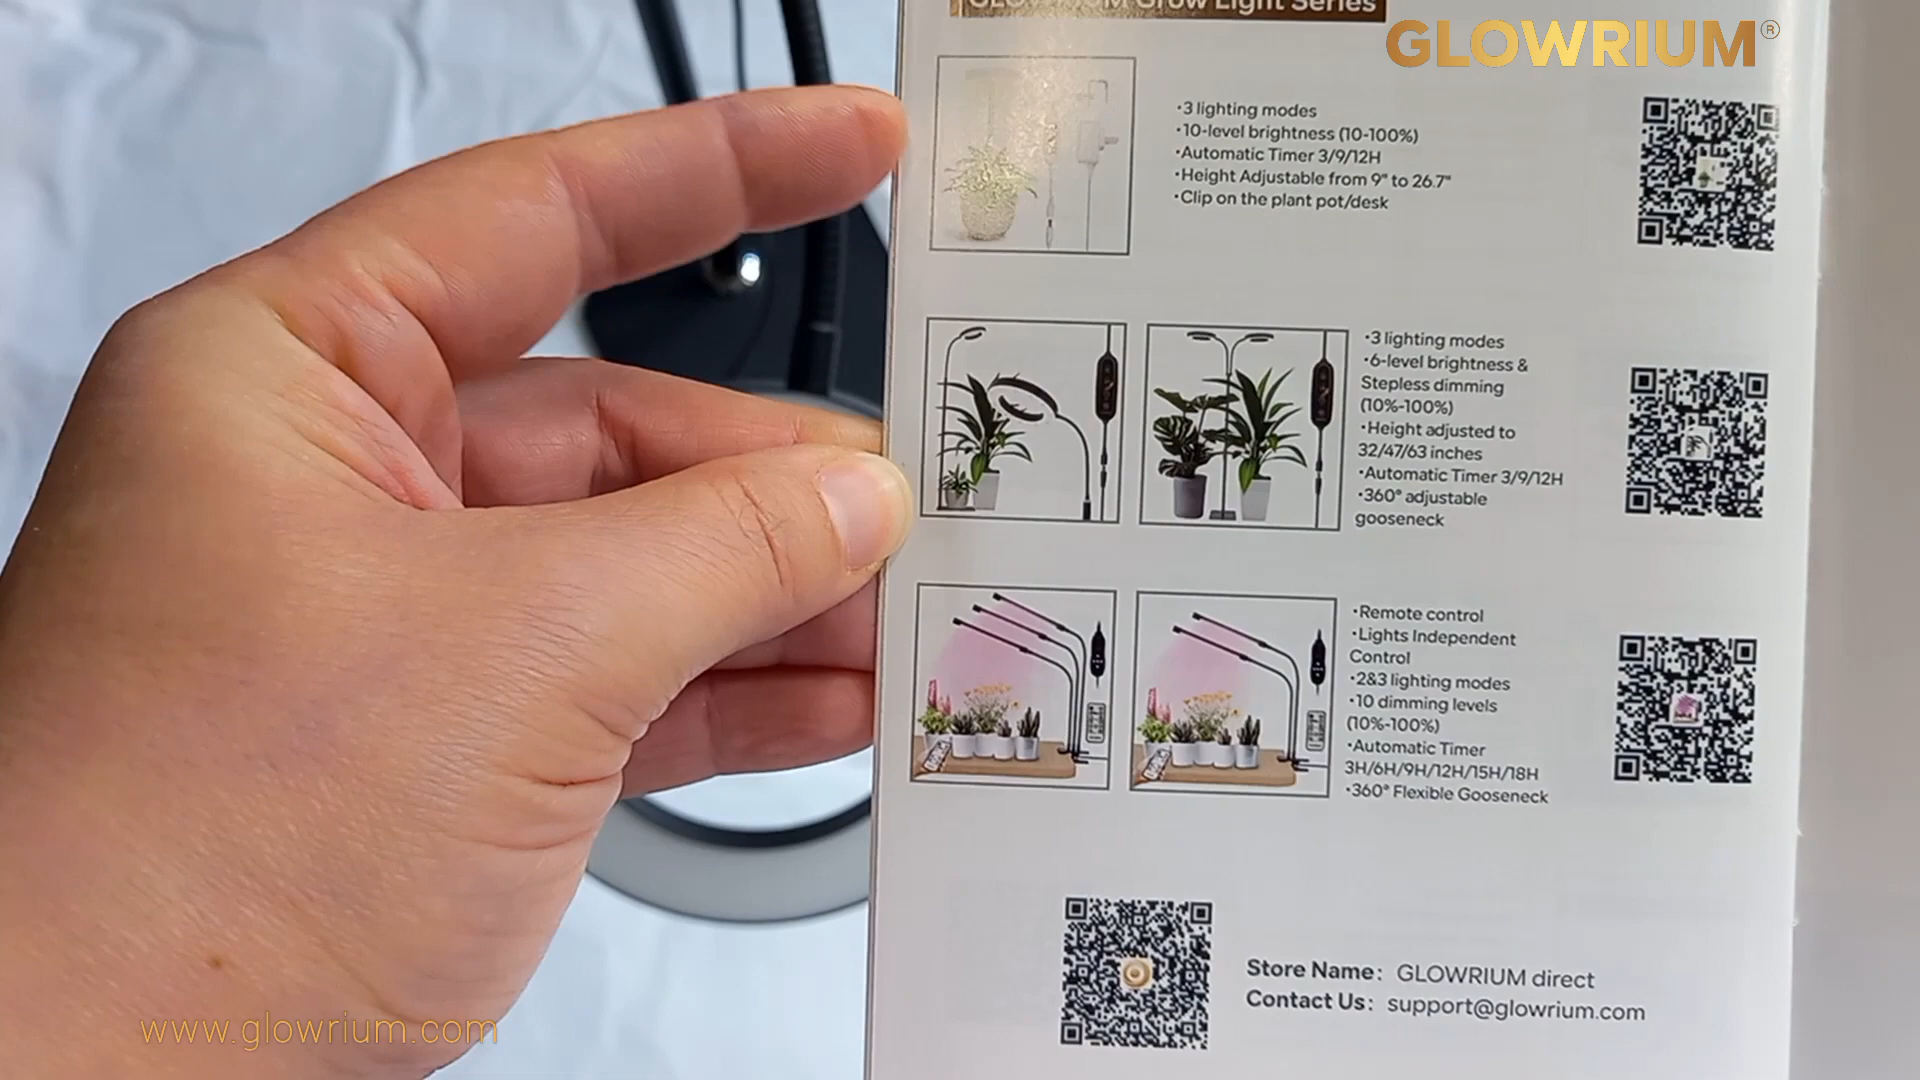 GLOWRIUM Grow Light Series
GLOWRIUM®
·3 lighting modes
·10-level brightness (10-100%)
·Automatic Timer 3/9/12H
·Height Adjustable from 9" to 26.7"
·Clip on the plant pot/desk
·3 lighting modes
·6-level brightness &
Stepless dimming
(10%-100%)
·Height adjusted to
32/47/63 inches
·Automatic Timer 3/9/12H
·360° adjustable
gooseneck
·Remote control
·Lights Independent
Control
·2&3 lighting modes
·10 dimming levels
(10%-100%)
·Automatic Timer
3H/6H/9H/12H/15H/18H
·360° Flexible Gooseneck
Store Name: GLOWRIUM direct
Contact Us: support@glowrium.com
www.glowrium.com